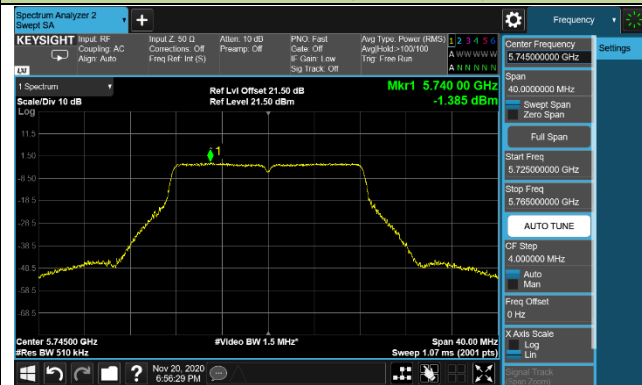 Spectrum Analyzer 2
Swept SA
Frequency
KEYSIGHT
Input: RF
Coupling: AC
Align: Auto
Input Z: 50 Ω
Corrections: Off
Freq Ref: Int (S)
Atten: 10 dB
Preamp: Off
PNO: Fast
Gate: Off
IF Gain: Low
Sig Track: Off
Avg Type: Power (RMS)
Avg|Hold:>100/100
Trig: Free Run
1 2 3 4 5 6
A W W W W W
A N N N N N
LXI
1 Spectrum
Scale/Div 10 dB
Log
Ref Lvl Offset 21.50 dB
Ref Level 21.50 dBm
Mkr1 5.740 00 GHz
-1.385 dBm
11.5
1.50
-8.50
-18.5
-28.5
-38.5
-48.5
-58.5
-68.5
1
Center 5.74500 GHz
#Res BW 510 kHz
#Video BW 1.5 MHz*
Span 40.00 MHz
Sweep 1.07 ms (2001 pts)
Nov 20, 2020
6:56:29 PM
Center Frequency
5.745000000 GHz
Settings
Span
40.0000000 MHz
Swept Span
Zero Span
Full Span
Start Freq
5.725000000 GHz
Stop Freq
5.765000000 GHz
AUTO TUNE
CF Step
4.000000 MHz
Auto
Man
Freq Offset
0 Hz
X Axis Scale
Log
Lin
Signal Track
(Span Zoom)